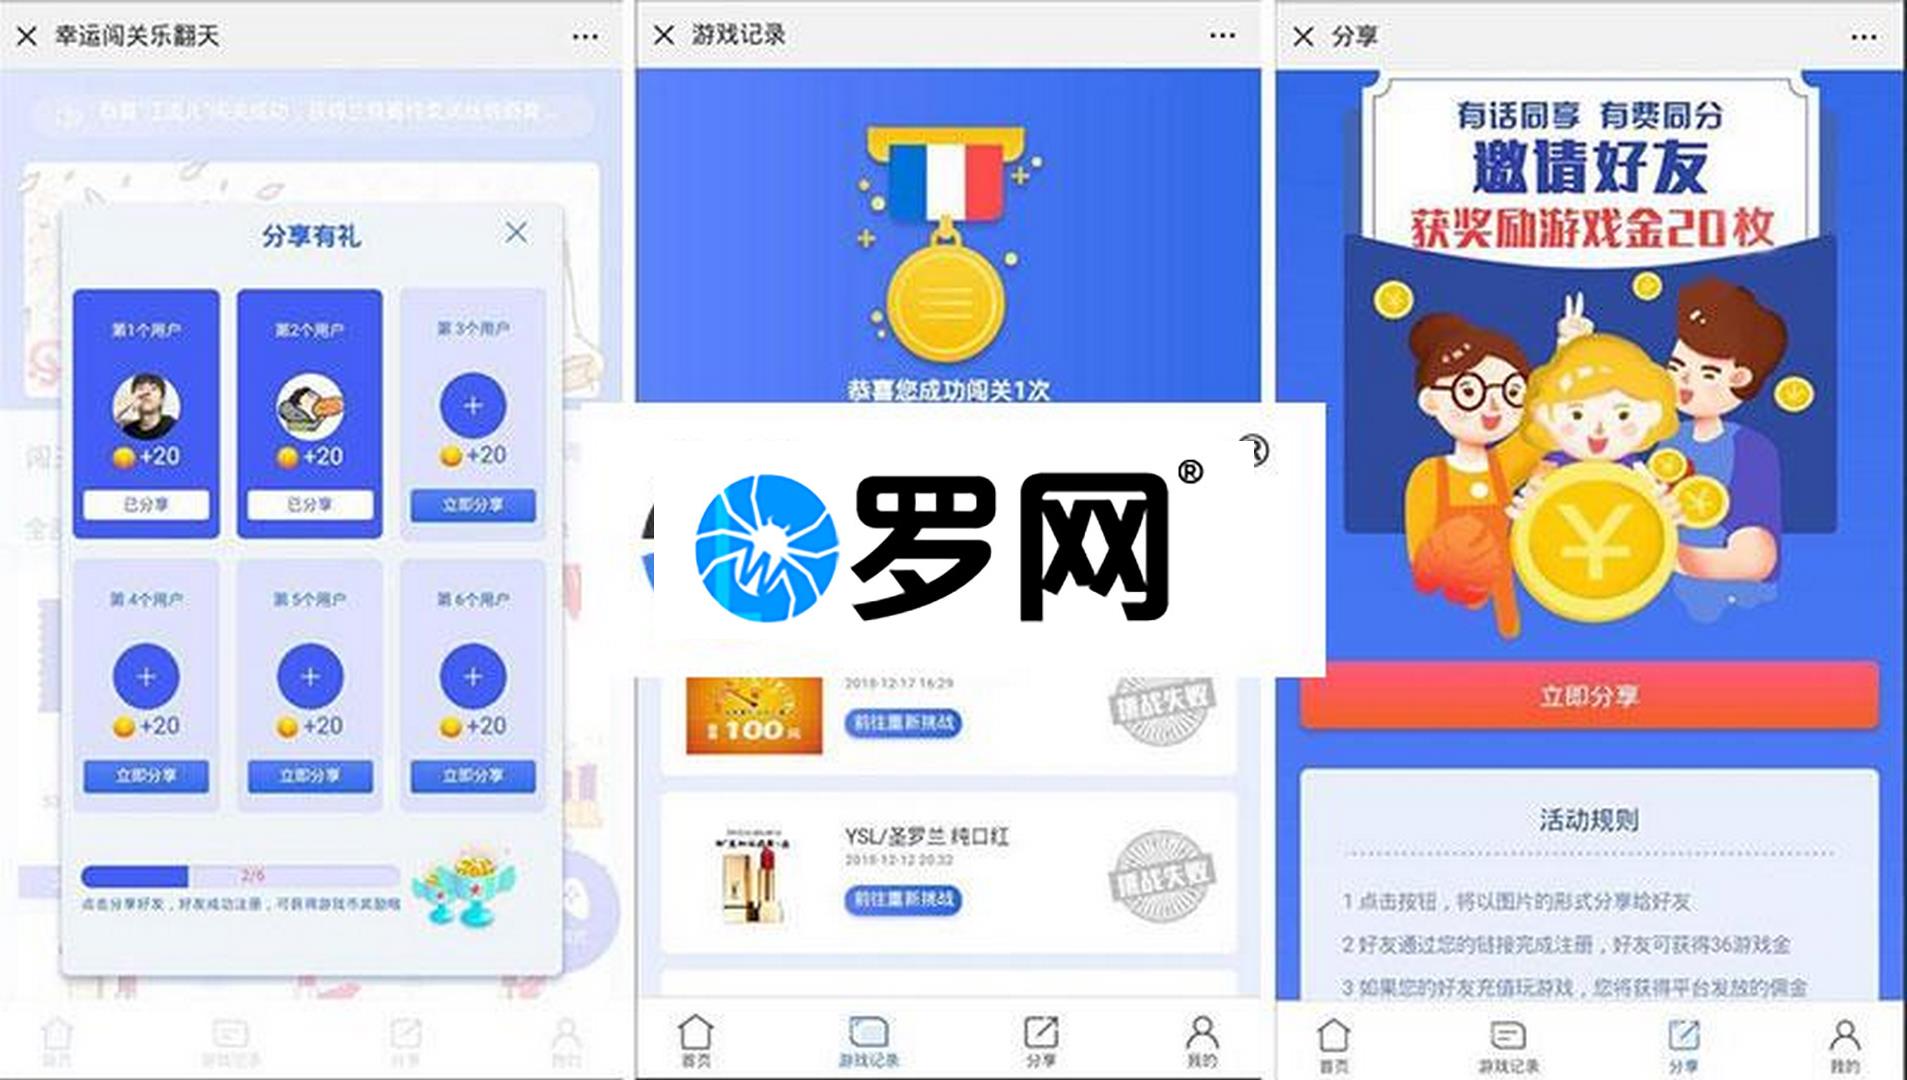 幸运闯关乐翻天
分享有礼
第1个用户
第2个用户
第3个用户
+20
+20
+20
已分享
已分享
立即分享
第4个用户
第5个用户
第6个用户
+20
+20
+20
立即分享
立即分享
立即分享
2/6
点击分享好友，好友成功注册，可获得游戏币奖励哦
首页
游戏记录
分享
我的
游戏记录
恭喜您成功闯关1次
罗网®
®
2018-12-17 16:29
100元
前往重新挑战
挑战失败
YSL/圣罗兰 纯口红
2018-12-12 20:32
前往重新挑战
挑战失败
首页
游戏记录
分享
我的
分享
有话同享 有费同分
邀请好友
获奖励游戏金20枚
立即分享
活动规则
1 点击按钮，将以图片的形式分享给好友
2 好友通过您的链接完成注册，好友可获得36游戏金
3 如果您的好友充值玩游戏，您将获得平台发放的佣金
首页
游戏记录
分享
我的